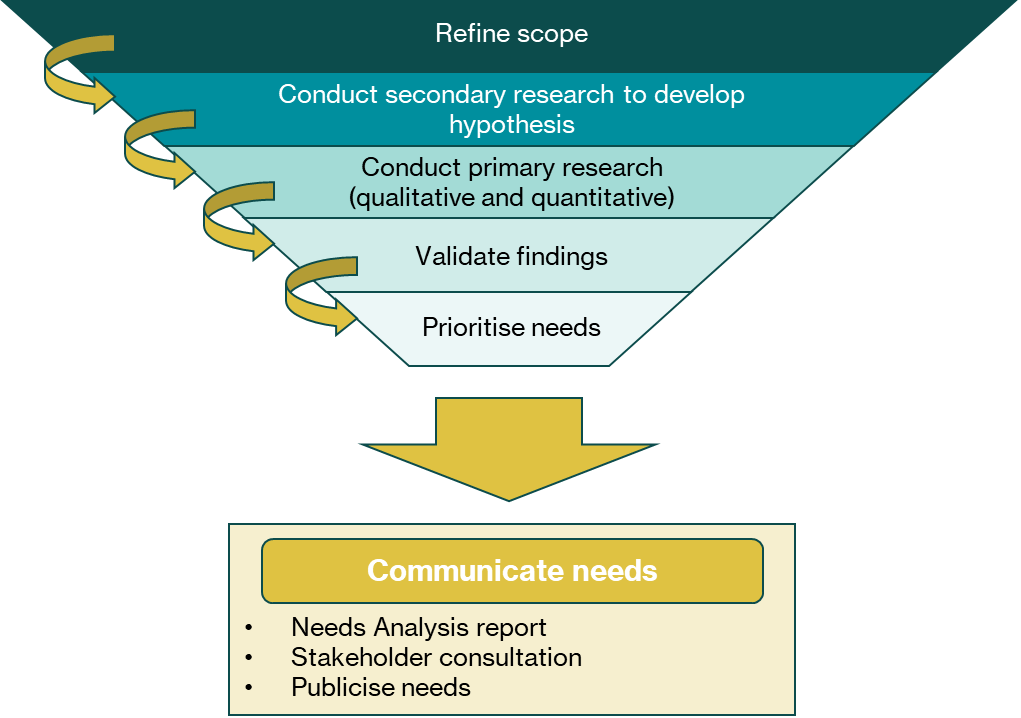 Refine scope
Conduct secondary research to develop
hypothesis
Conduct primary research
(qualitative and quantitative)
Validate findings
Prioritise needs
Communicate needs
• Needs Analysis report
• Stakeholder consultation
• Publicise needs